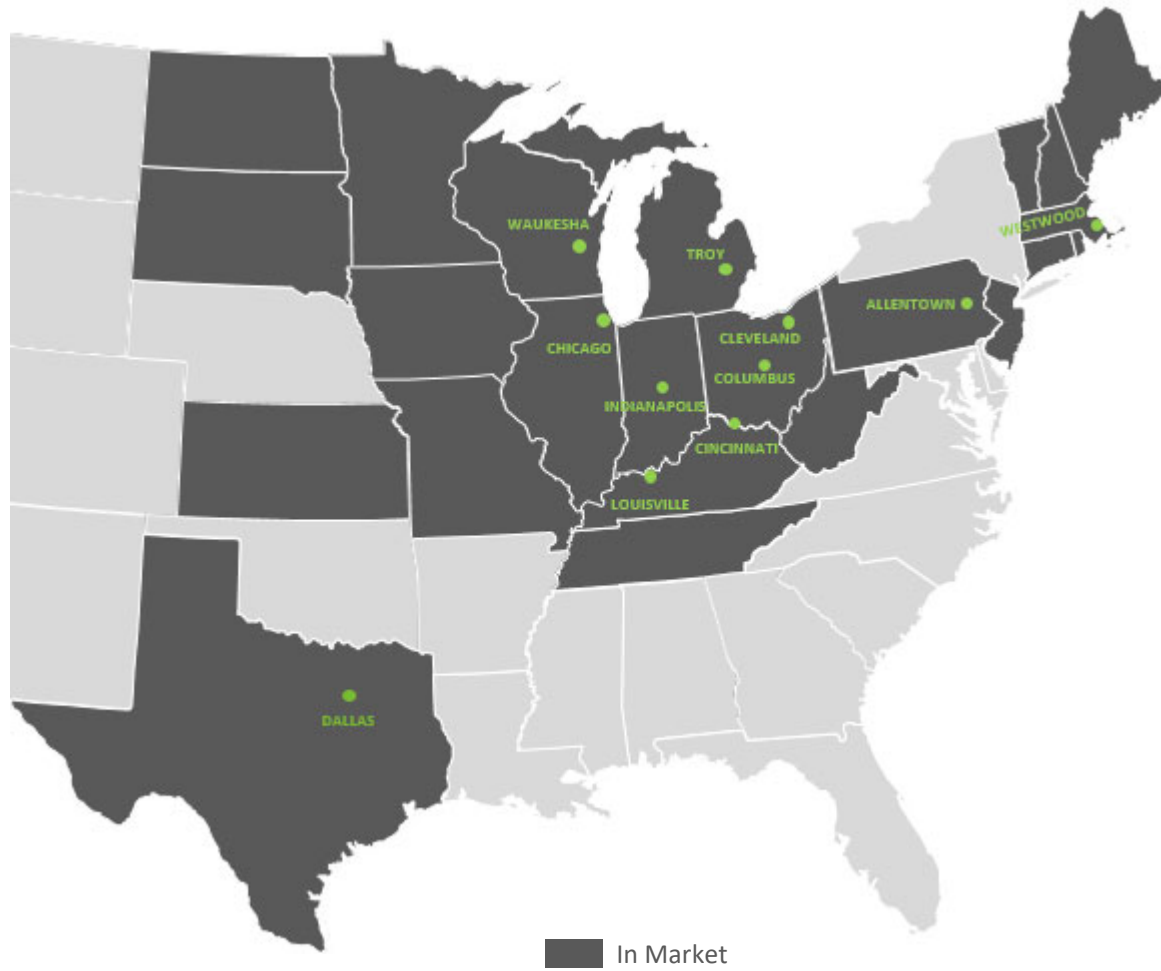 WAUKESHA
WESTWOOD
TROY
ALLENTOWN
CHICAGO
CLEVELAND
COLUMBUS
INDIANAPOLIS
CINCINNATI
LOUISVILLE
DALLAS
In Market